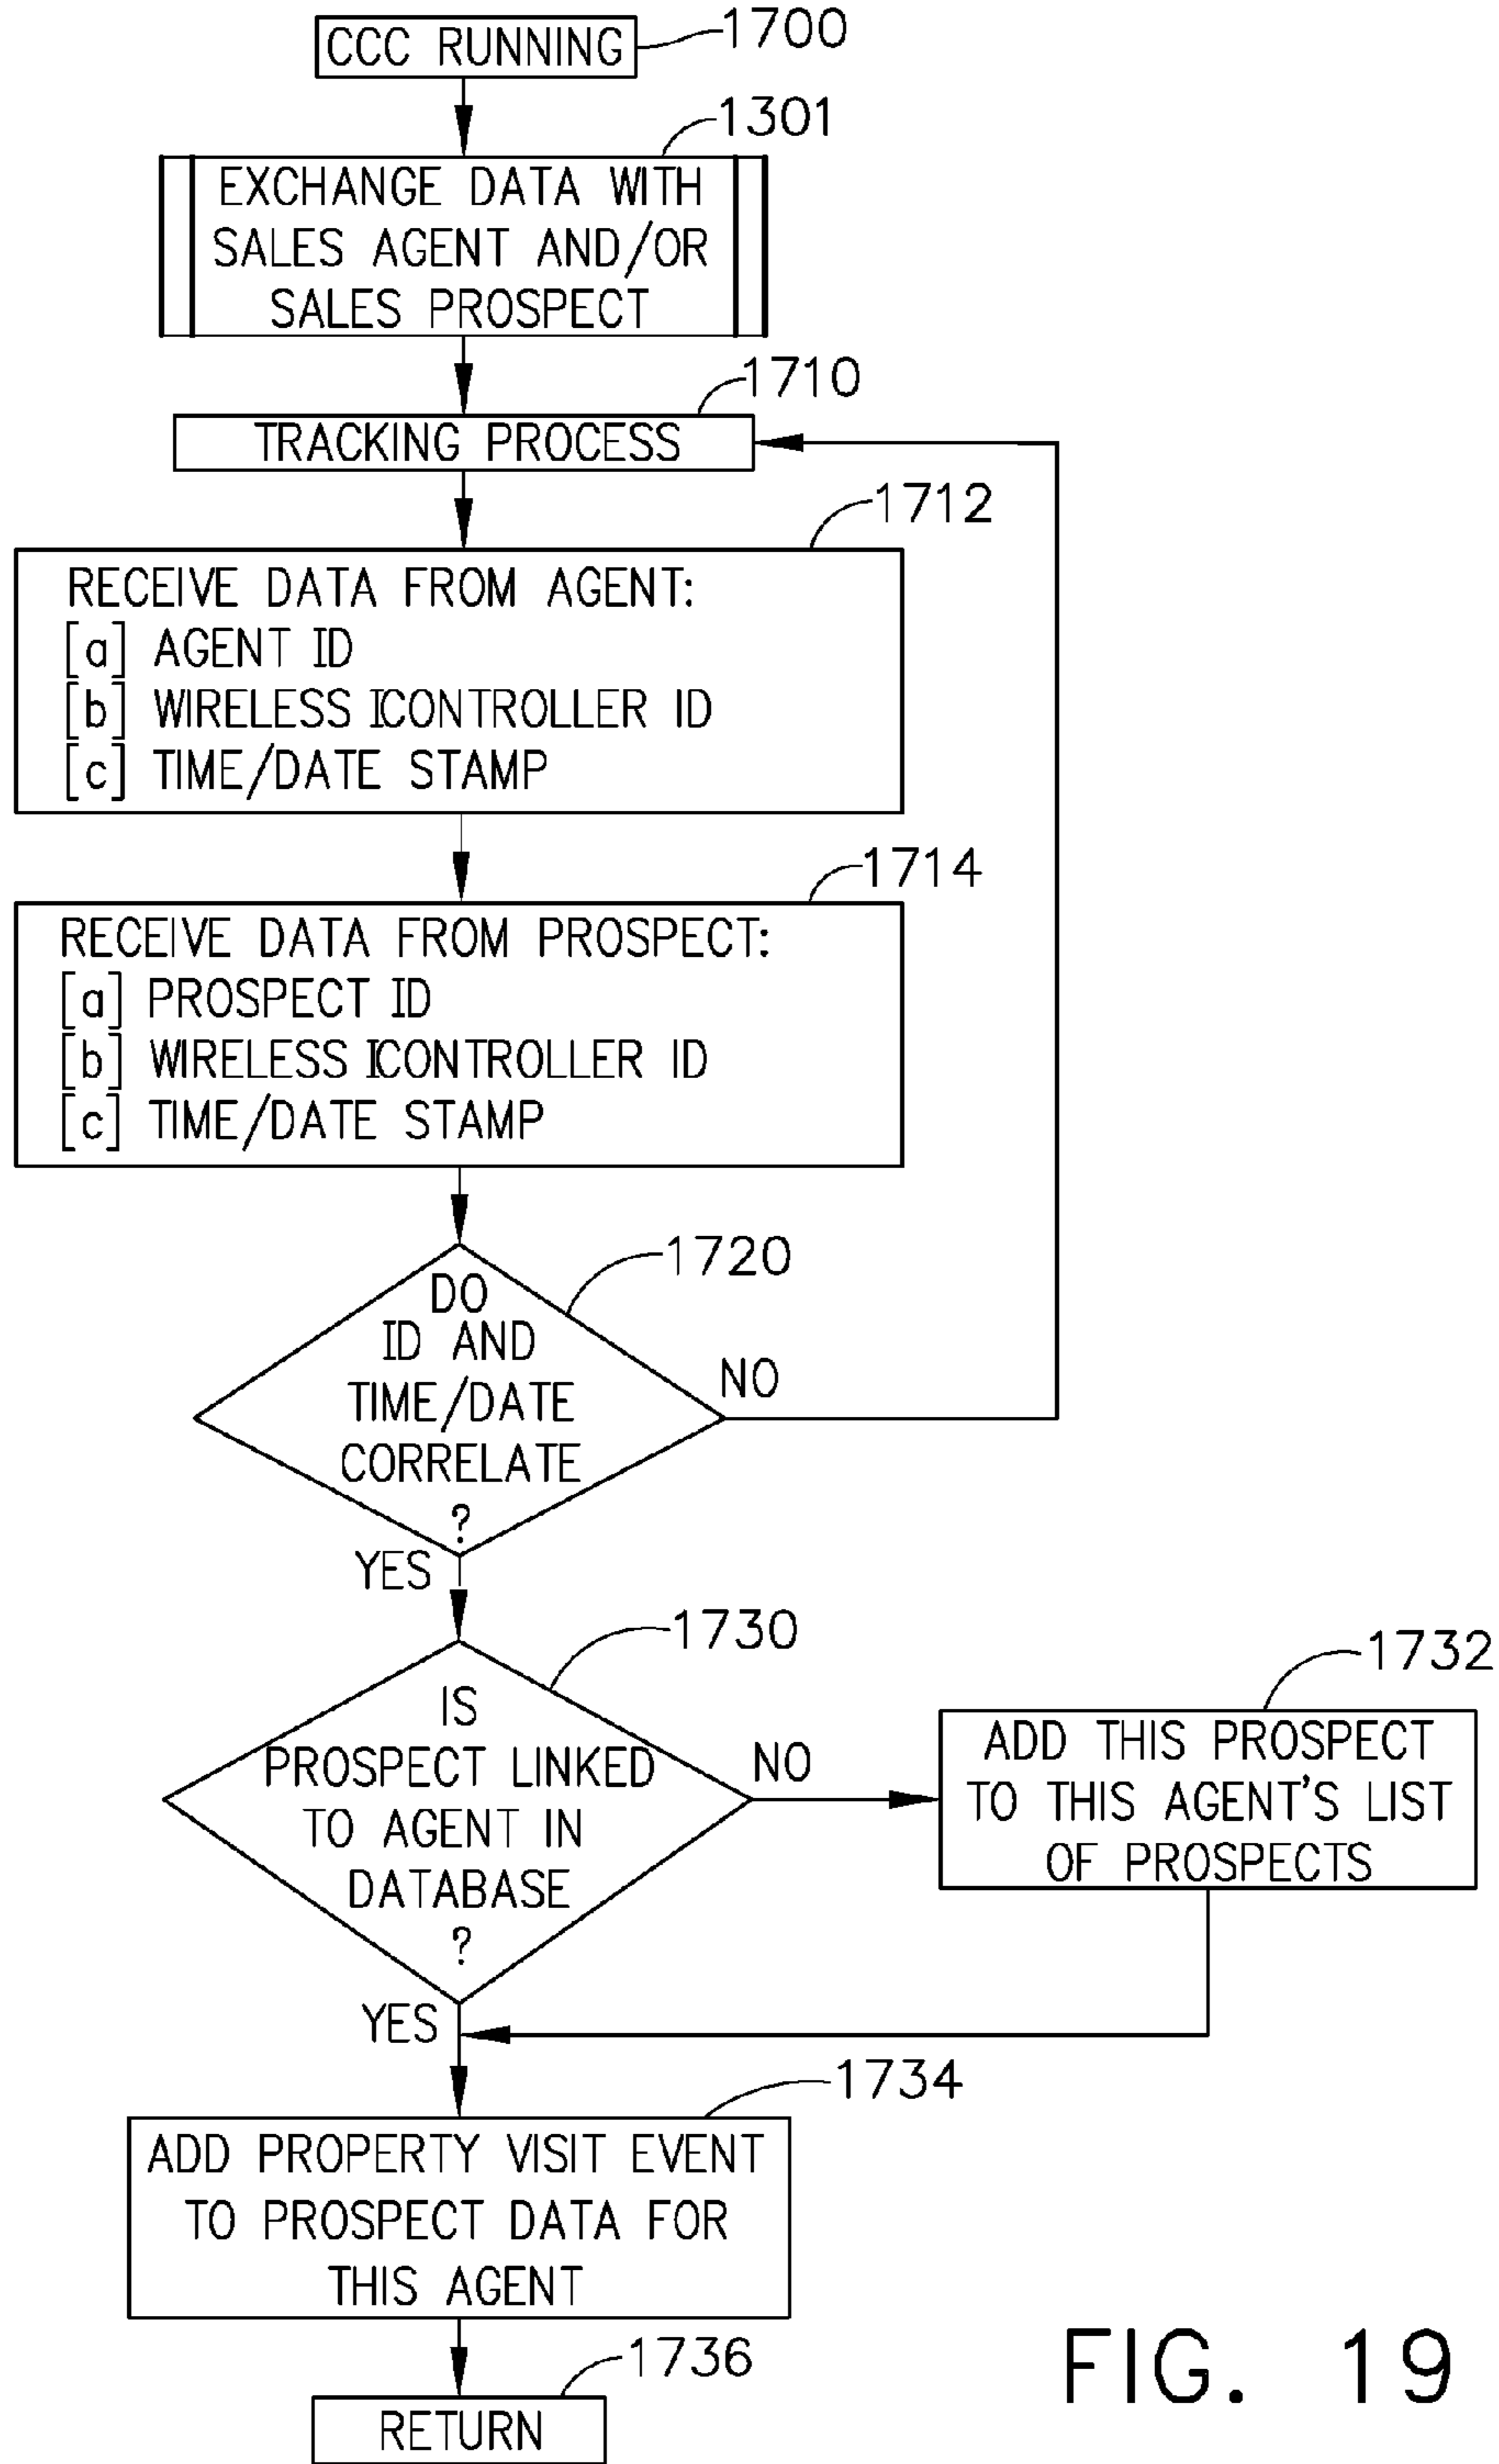 CCC RUNNING
1700
1301
EXCHANGE DATA WITH
SALES AGENT AND/OR
SALES PROSPECT
1710
TRACKING PROCESS
1712
RECEIVE DATA FROM AGENT:
[a] AGENT ID
[b] WIRELESS ICONTROLLER ID
[c] TIME/DATE STAMP
1714
RECEIVE DATA FROM PROSPECT:
[a] PROSPECT ID
[b] WIRELESS ICONTROLLER ID
[c] TIME/DATE STAMP
1720
DO
ID AND
TIME/DATE
CORRELATE
?
NO
YES
1730
IS
PROSPECT LINKED
TO AGENT IN
DATABASE
?
NO
1732
ADD THIS PROSPECT
TO THIS AGENT'S LIST
OF PROSPECTS
YES
1734
ADD PROPERTY VISIT EVENT
TO PROSPECT DATA FOR
THIS AGENT
1736
RETURN
FIG. 19